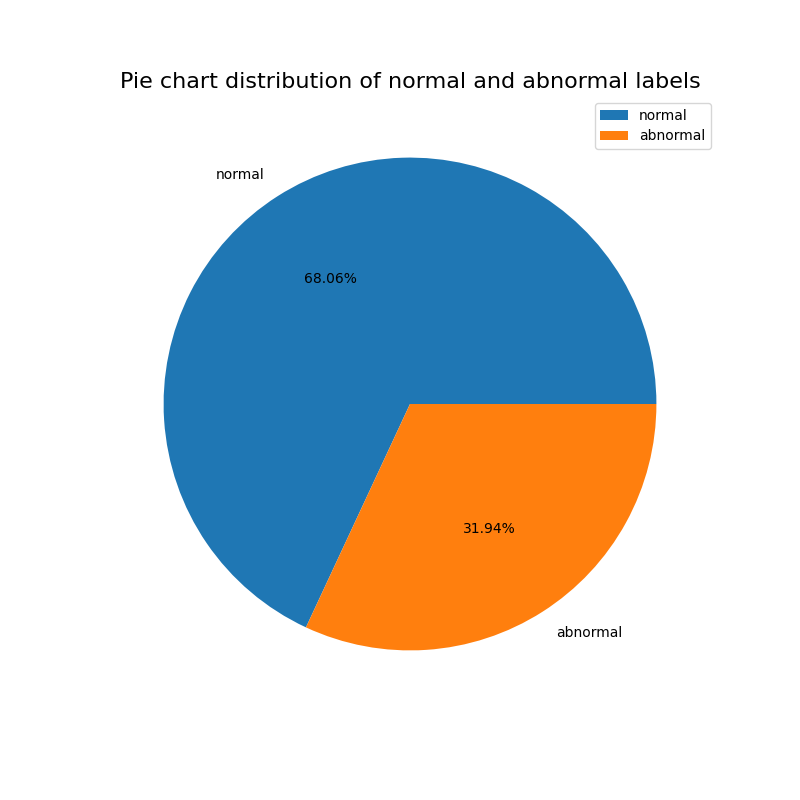 Pie chart distribution of normal and abnormal labels
normal
abnormal
normal
68.06%
31.94%
abnormal